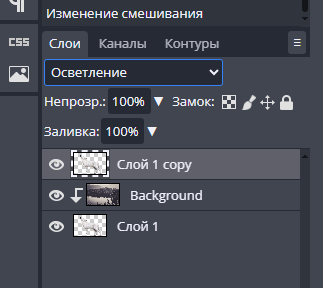 Изменение смешивания
CSS
Слои Каналы Контуры
Осветление
Непрозр.: 100% Замок:
Заливка: 100%
Слой 1 copy
Background
Слой 1